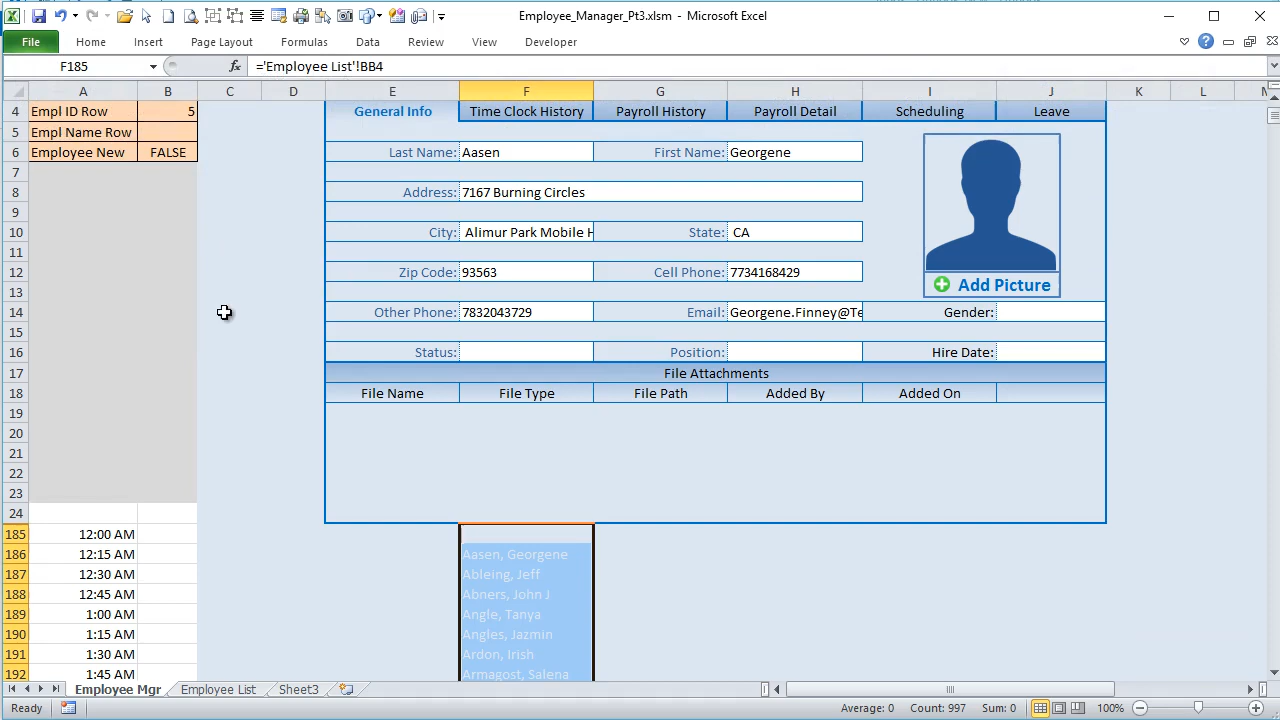 Employee_Manager_Pt3.xlsm - Microsoft Excel
File Home Insert Page Layout Formulas Data Review View Developer
F185 fx ='Employee List'!BB4
A B C D E F G H I J K L
4 Empl ID Row 5 General Info Time Clock History Payroll History Payroll Detail Scheduling Leave
5 Empl Name Row
6 Employee New FALSE Last Name: Aasen First Name: Georgene
7
8 Address: 7167 Burning Circles
9
10 City: Alimur Park Mobile H State: CA
11
12 Zip Code: 93563 Cell Phone: 7734168429
13 Add Picture
14 Other Phone: 7832043729 Email: Georgene.Finney@Te Gender:
15
16 Status: Position: Hire Date:
17 File Attachments
18 File Name File Type File Path Added By Added On
19
20
21
22
23
24
185 12:00 AM
186 12:15 AM Aasen, Georgene
187 12:30 AM Ableing, Jeff
188 12:45 AM Abners, John J
189 1:00 AM Angle, Tanya
190 1:15 AM Angles, Jazmin
191 1:30 AM Ardon, Irish
192 1:45 AM Armagost, Salena
Employee Mgr Employee List Sheet3
Ready Average: 0 Count: 997 Sum: 0 100%